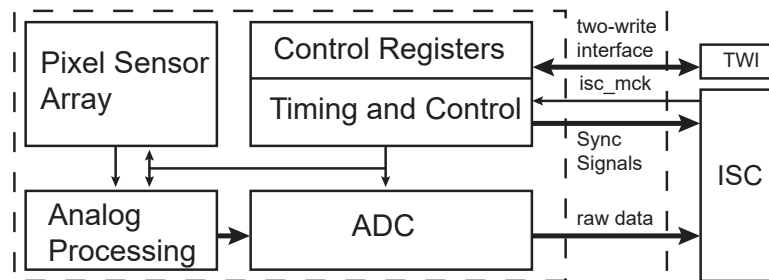 Pixel Sensor
Array
Control Registers
Timing and Control
two-write
interface
TWI
isc_mck
Sync
Signals
ISC
Analog
Processing
ADC
raw data